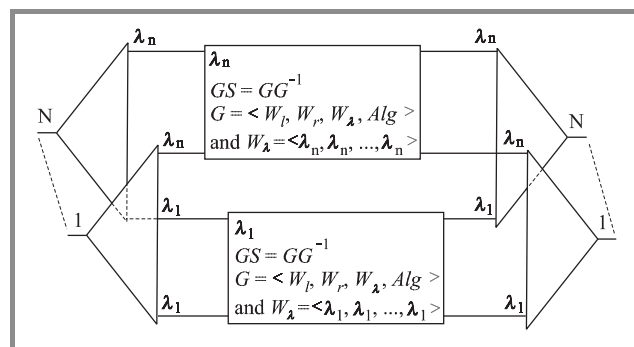 λn λn
λn
GS = GG⁻¹
G = < Wl, Wr, Wλ, Alg >
and Wλ = <λn, λn, ..., λn >
N N
λn λn
1 λ1 λ1 1
λ1
GS = GG⁻¹
G = < Wl, Wr, Wλ, Alg >
and Wλ = <λ1, λ1, ..., λ1 >
λ1 λ1